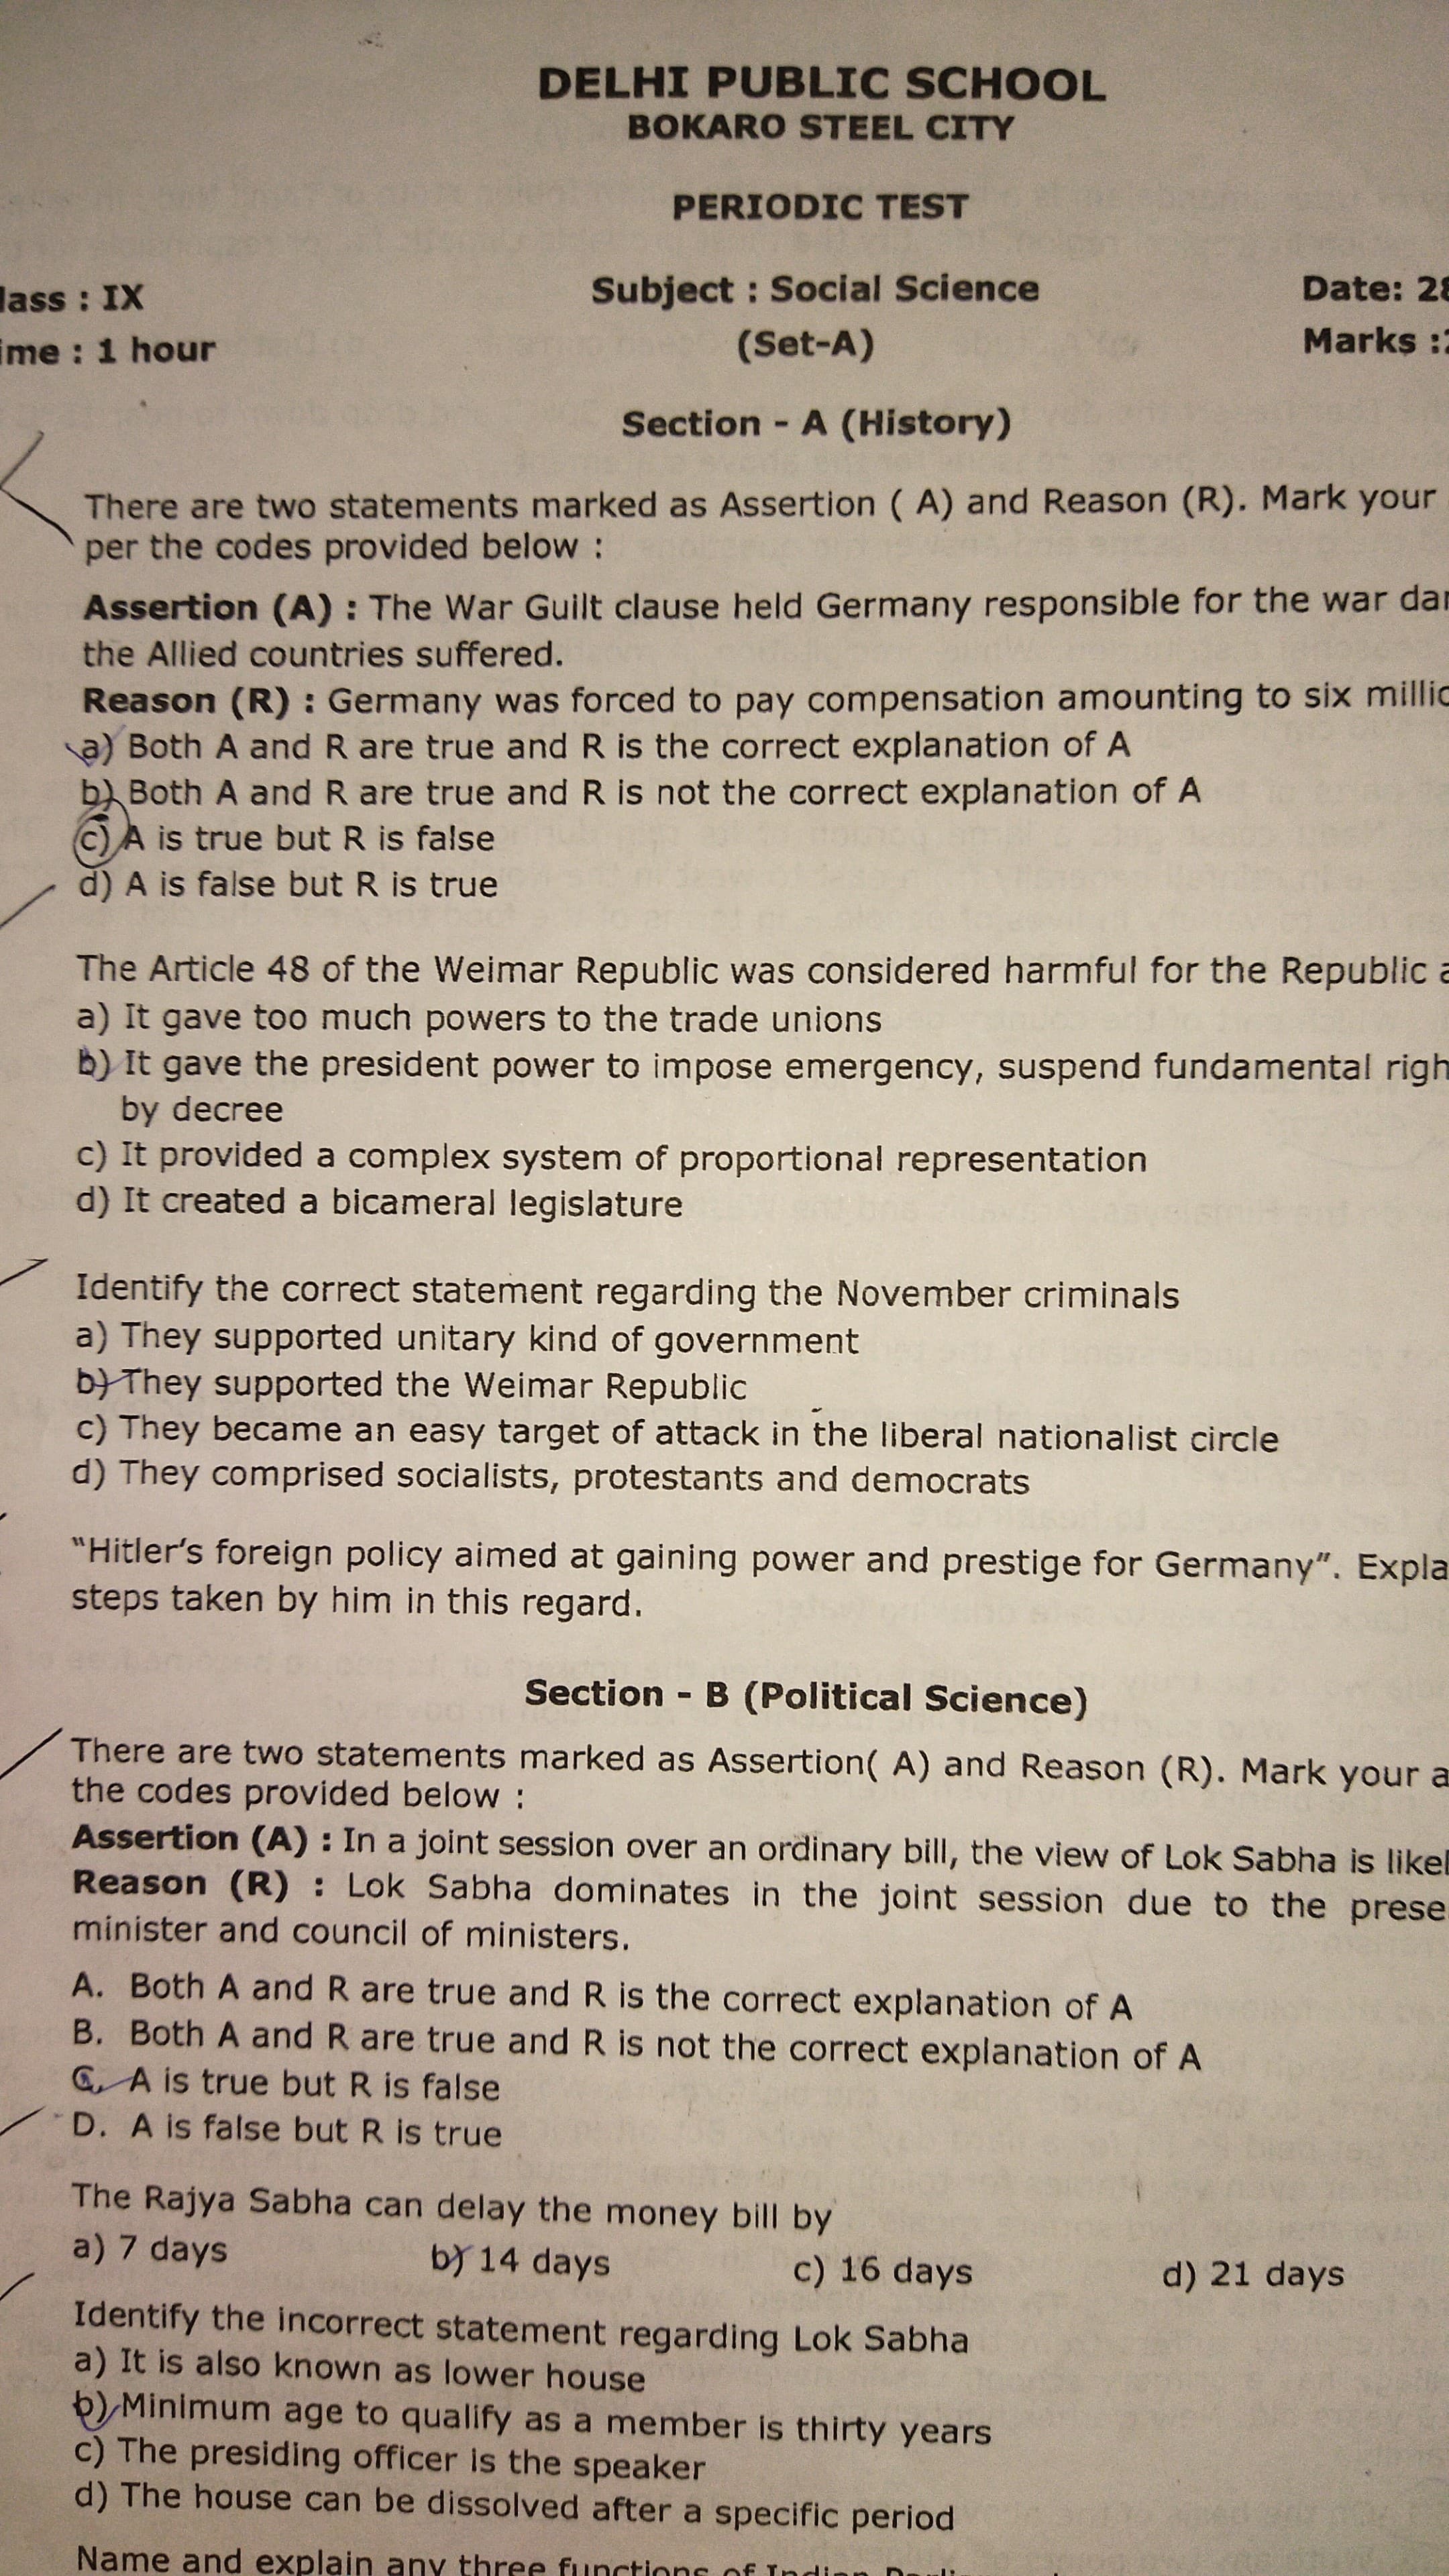 DELHI PUBLIC SCHOOL
BOKARO STEEL CITY
PERIODIC TEST
lass : IX Subject : Social Science Date: 28
ime : 1 hour (Set-A) Marks :
Section - A (History)
There are two statements marked as Assertion ( A) and Reason (R). Mark your
per the codes provided below :
Assertion (A) : The War Guilt clause held Germany responsible for the war
the Allied countries suffered.
Reason (R) : Germany was forced to pay compensation amounting to six
a) Both A and R are true and R is the correct explanation of A
b) Both A and R are true and R is not the correct explanation of A
c) A is true but R is false
d) A is false but R is true
The Article 48 of the Weimar Republic was considered harmful for the Republic
a) It gave too much powers to the trade unions
b) It gave the president power to impose emergency, suspend fundamental righ
by decree
c) It provided a complex system of proportional representation
d) It created a bicameral legislature
Identify the correct statement regarding the November criminals
a) They supported unitary kind of government
b) They supported the Weimar Republic
c) They became an easy target of attack in the liberal nationalist circle
d) They comprised socialists, protestants and democrats
“Hitler’s foreign policy aimed at gaining power and prestige for Germany”. Expla
steps taken by him in this regard.
Section - B (Political Science)
There are two statements marked as Assertion( A) and Reason (R). Mark your a
the codes provided below :
Assertion (A) : In a joint session over an ordinary bill, the view of Lok Sabha is likel
Reason (R) : Lok Sabha dominates in the joint session due to the prese
minister and council of ministers.
A. Both A and R are true and R is the correct explanation of A
B. Both A and R are true and R is not the correct explanation of A
C. A is true but R is false
D. A is false but R is true
The Rajya Sabha can delay the money bill by
a) 7 days b) 14 days c) 16 days d) 21 days
Identify the incorrect statement regarding Lok Sabha
a) It is also known as lower house
b) Minimum age to qualify as a member is thirty years
c) The presiding officer is the speaker
d) The house can be dissolved after a specific period
Name and explain any three functions of